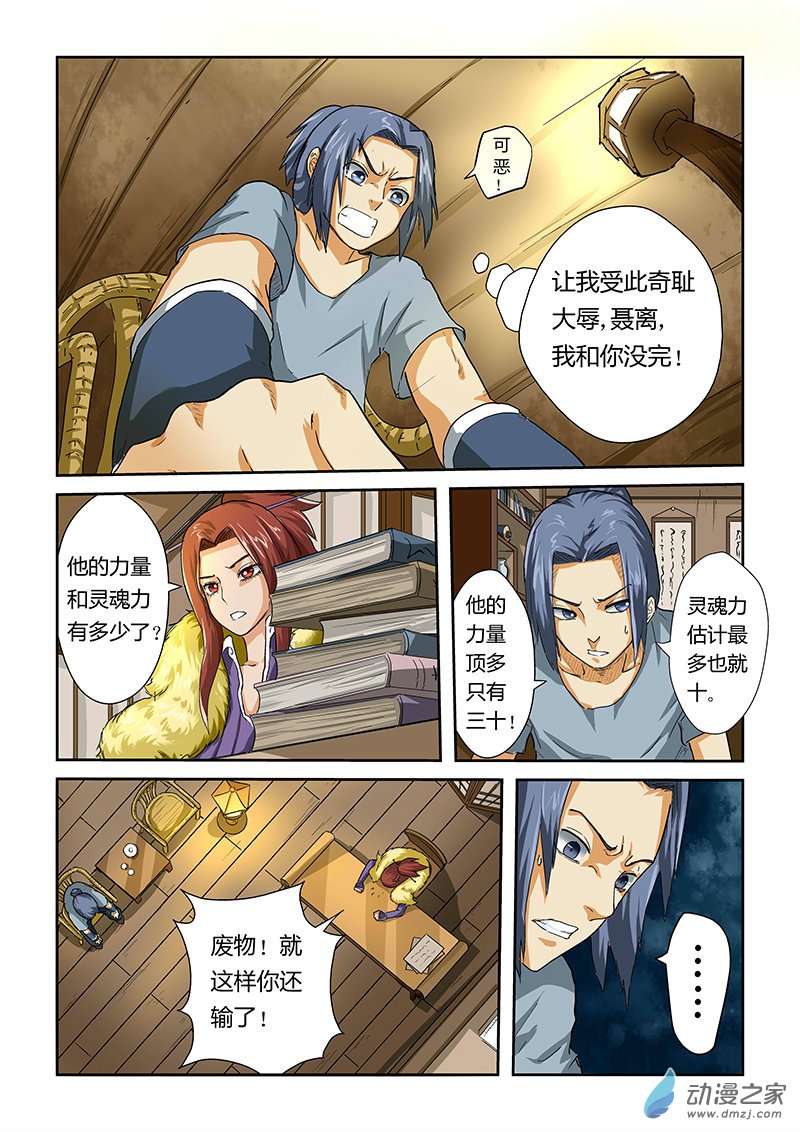 可
恶！
让我受此奇耻
大辱，聂离，
我和你没完！
他的力量
和灵魂力
有多少了？
他的
力量
顶多
只有
三十！
灵魂力
估计最
多也就
十。
废物！就
这样你还
输了！
······
动漫之家
www.dmzj.com